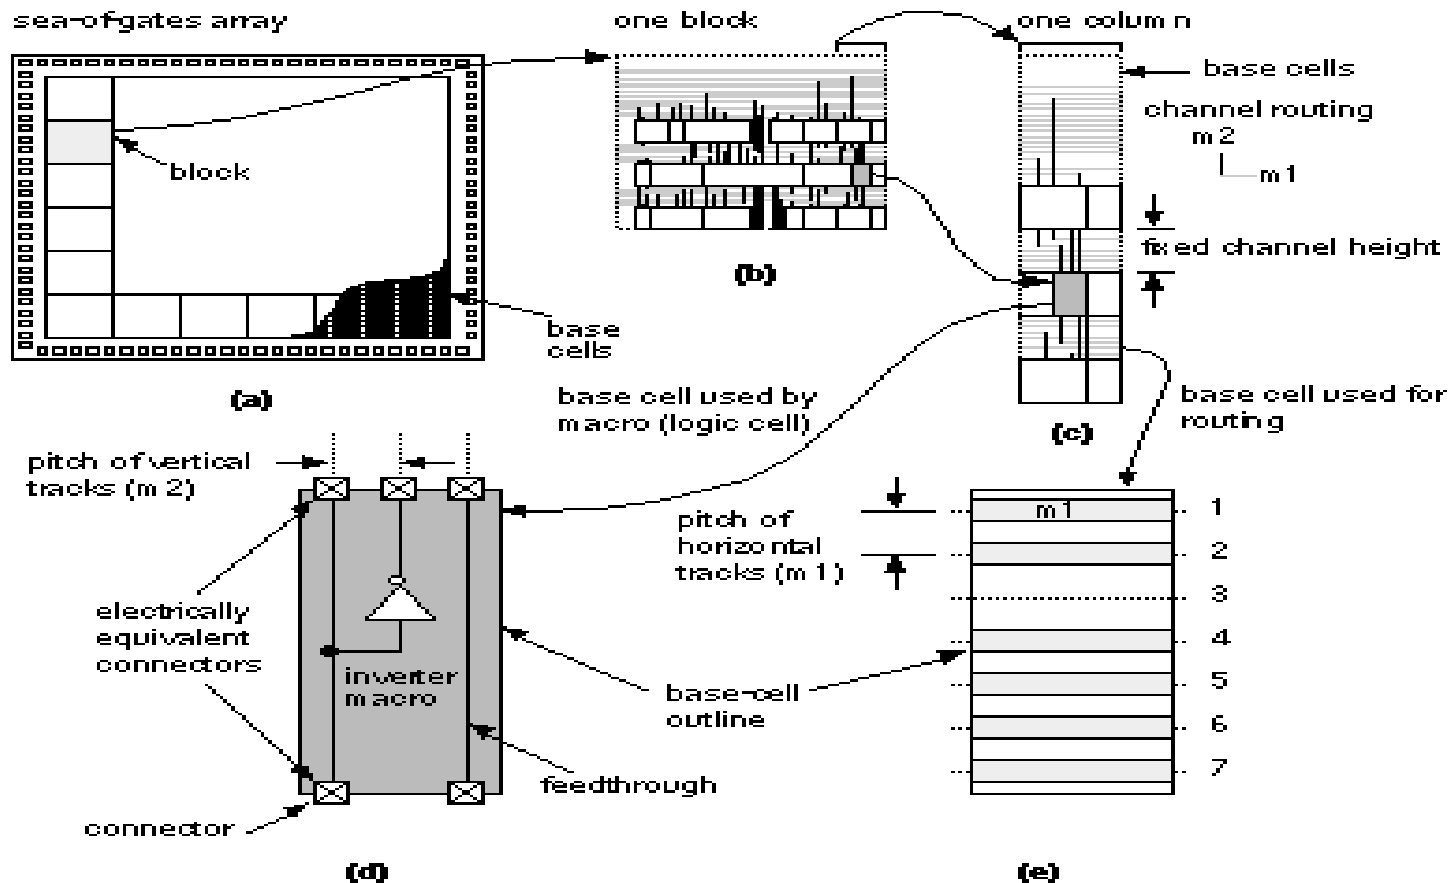 sea-of-gates array
one block
one column
base cells
channel routing
m2
m1
block
fixed channel height
(b)
base
cells
(a)
base cell used by
macro (logic cell)
base cell used for
routing
(c)
pitch of vertical
tracks (m2)
pitch of
horizontal
tracks (m1)
m1
1
2
3
4
5
6
7
electrically
equivalent
connectors
inverter
macro
base-cell
outline
feedthrough
connector
(d)
(e)